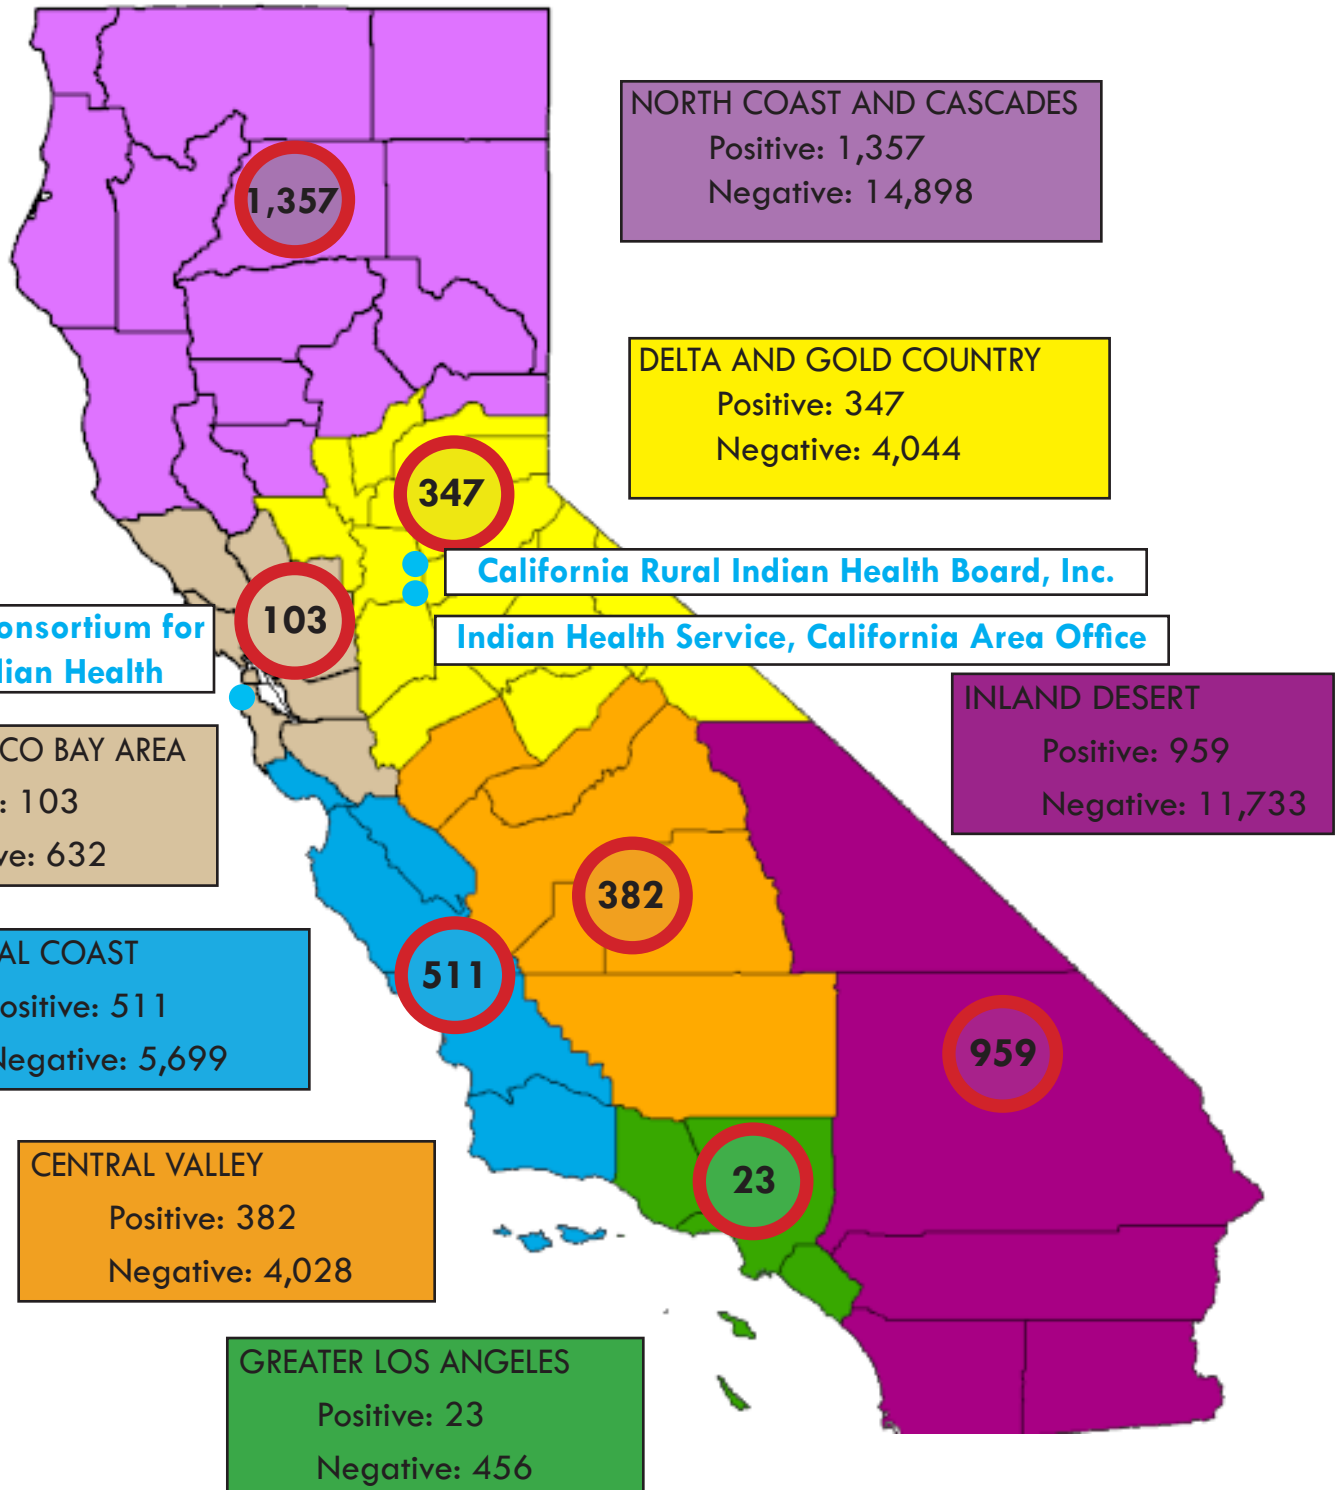 NORTH COAST AND CASCADES
Positive: 1,357
Negative: 14,898
1,357
DELTA AND GOLD COUNTRY
Positive: 347
Negative: 4,044
347
California Rural Indian Health Board, Inc.
103
onsortium for
dian Health
Indian Health Service, California Area Office
INLAND DESERT
Positive: 959
Negative: 11,733
CO BAY AREA
: 103
ve: 632
382
AL COAST
ositive: 511
Negative: 5,699
511
959
CENTRAL VALLEY
Positive: 382
Negative: 4,028
23
GREATER LOS ANGELES
Positive: 23
Negative: 456